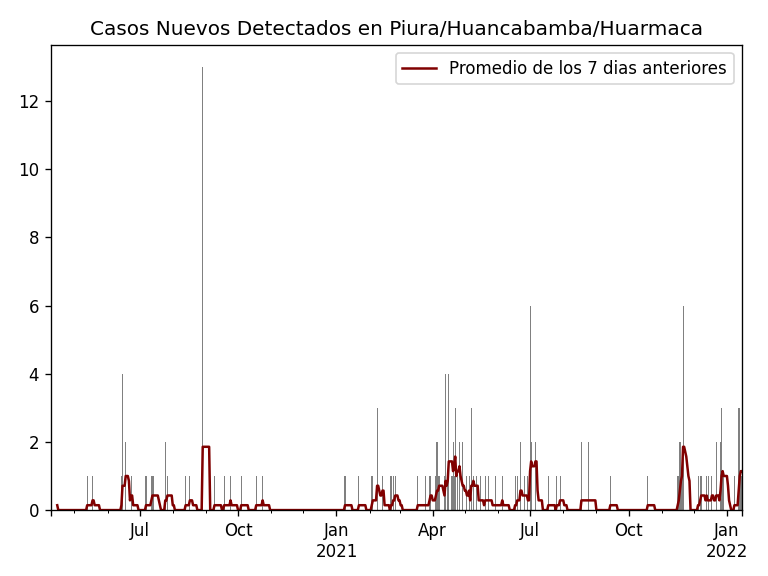 Casos Nuevos Detectados en Piura/Huancabamba/Huarmaca
Promedio de los 7 dias anteriores
12
10
8
6
4
2
0
Jul Oct Jan Apr Jul Oct Jan
2021 2022